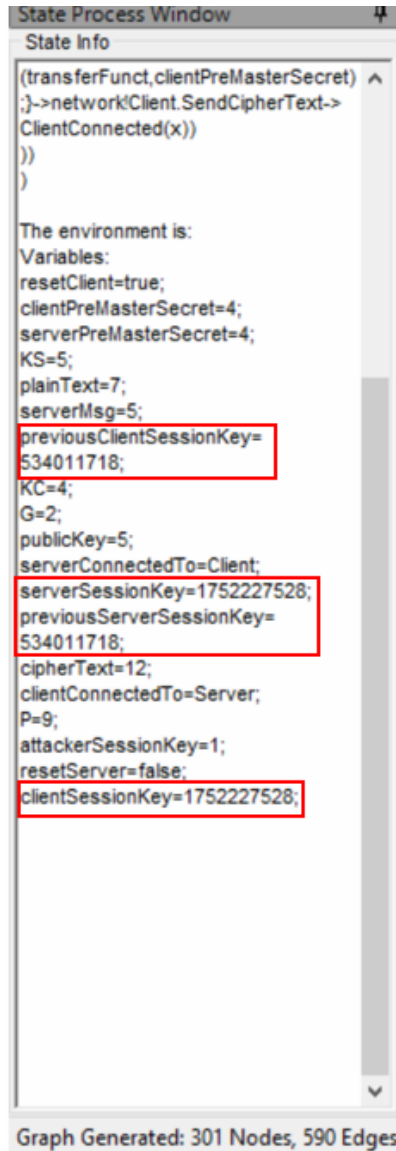 State Process Window
State Info
(transferFunct,clientPreMasterSecret)
;}->network!Client.SendCipherText->
ClientConnected(x))
))
)
The environment is:
Variables:
resetClient=true;
clientPreMasterSecret=4;
serverPreMasterSecret=4;
KS=5;
plainText=7;
serverMsg=5;
previousClientSessionKey=
534011718;
KC=4;
G=2;
publicKey=5;
serverConnectedTo=Client;
serverSessionKey=1752227528;
previousServerSessionKey=
534011718;
cipherText=12;
clientConnectedTo=Server;
P=9;
attackerSessionKey=1;
resetServer=false;
clientSessionKey=1752227528;
Graph Generated: 301 Nodes, 590 Edges